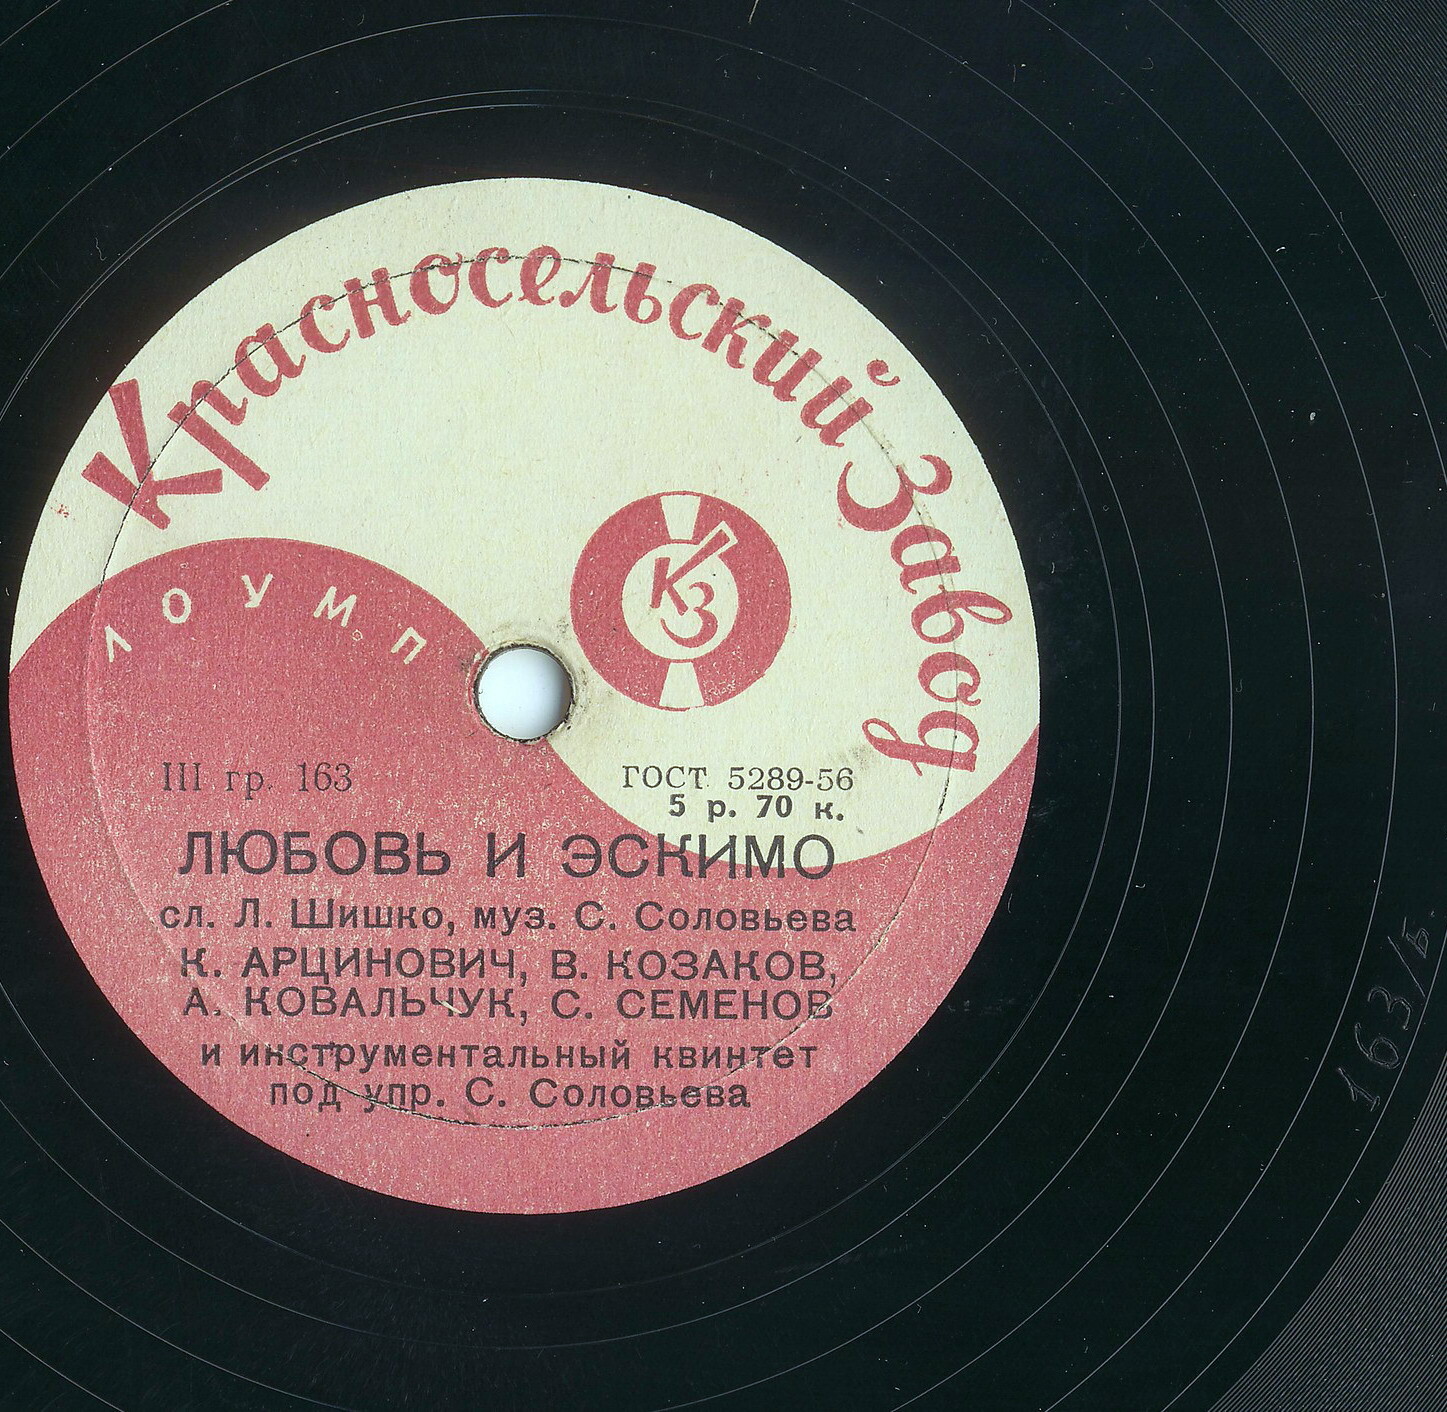 Красносельский Завод
ЛОУМП
КЗ
III гр. 163
ГОСТ 5289-56
5 р. 70 к.
ЛЮБОВЬ И ЭСКИМО
сл. Л. Шишко, муз. С. Соловьева
К. АРЦИНОВИЧ, В. КОЗАКОВ,
А. КОВАЛЬЧУК, С. СЕМЕНОВ
и инструментальный квинтет
под упр. С. Соловьева
163/Б.